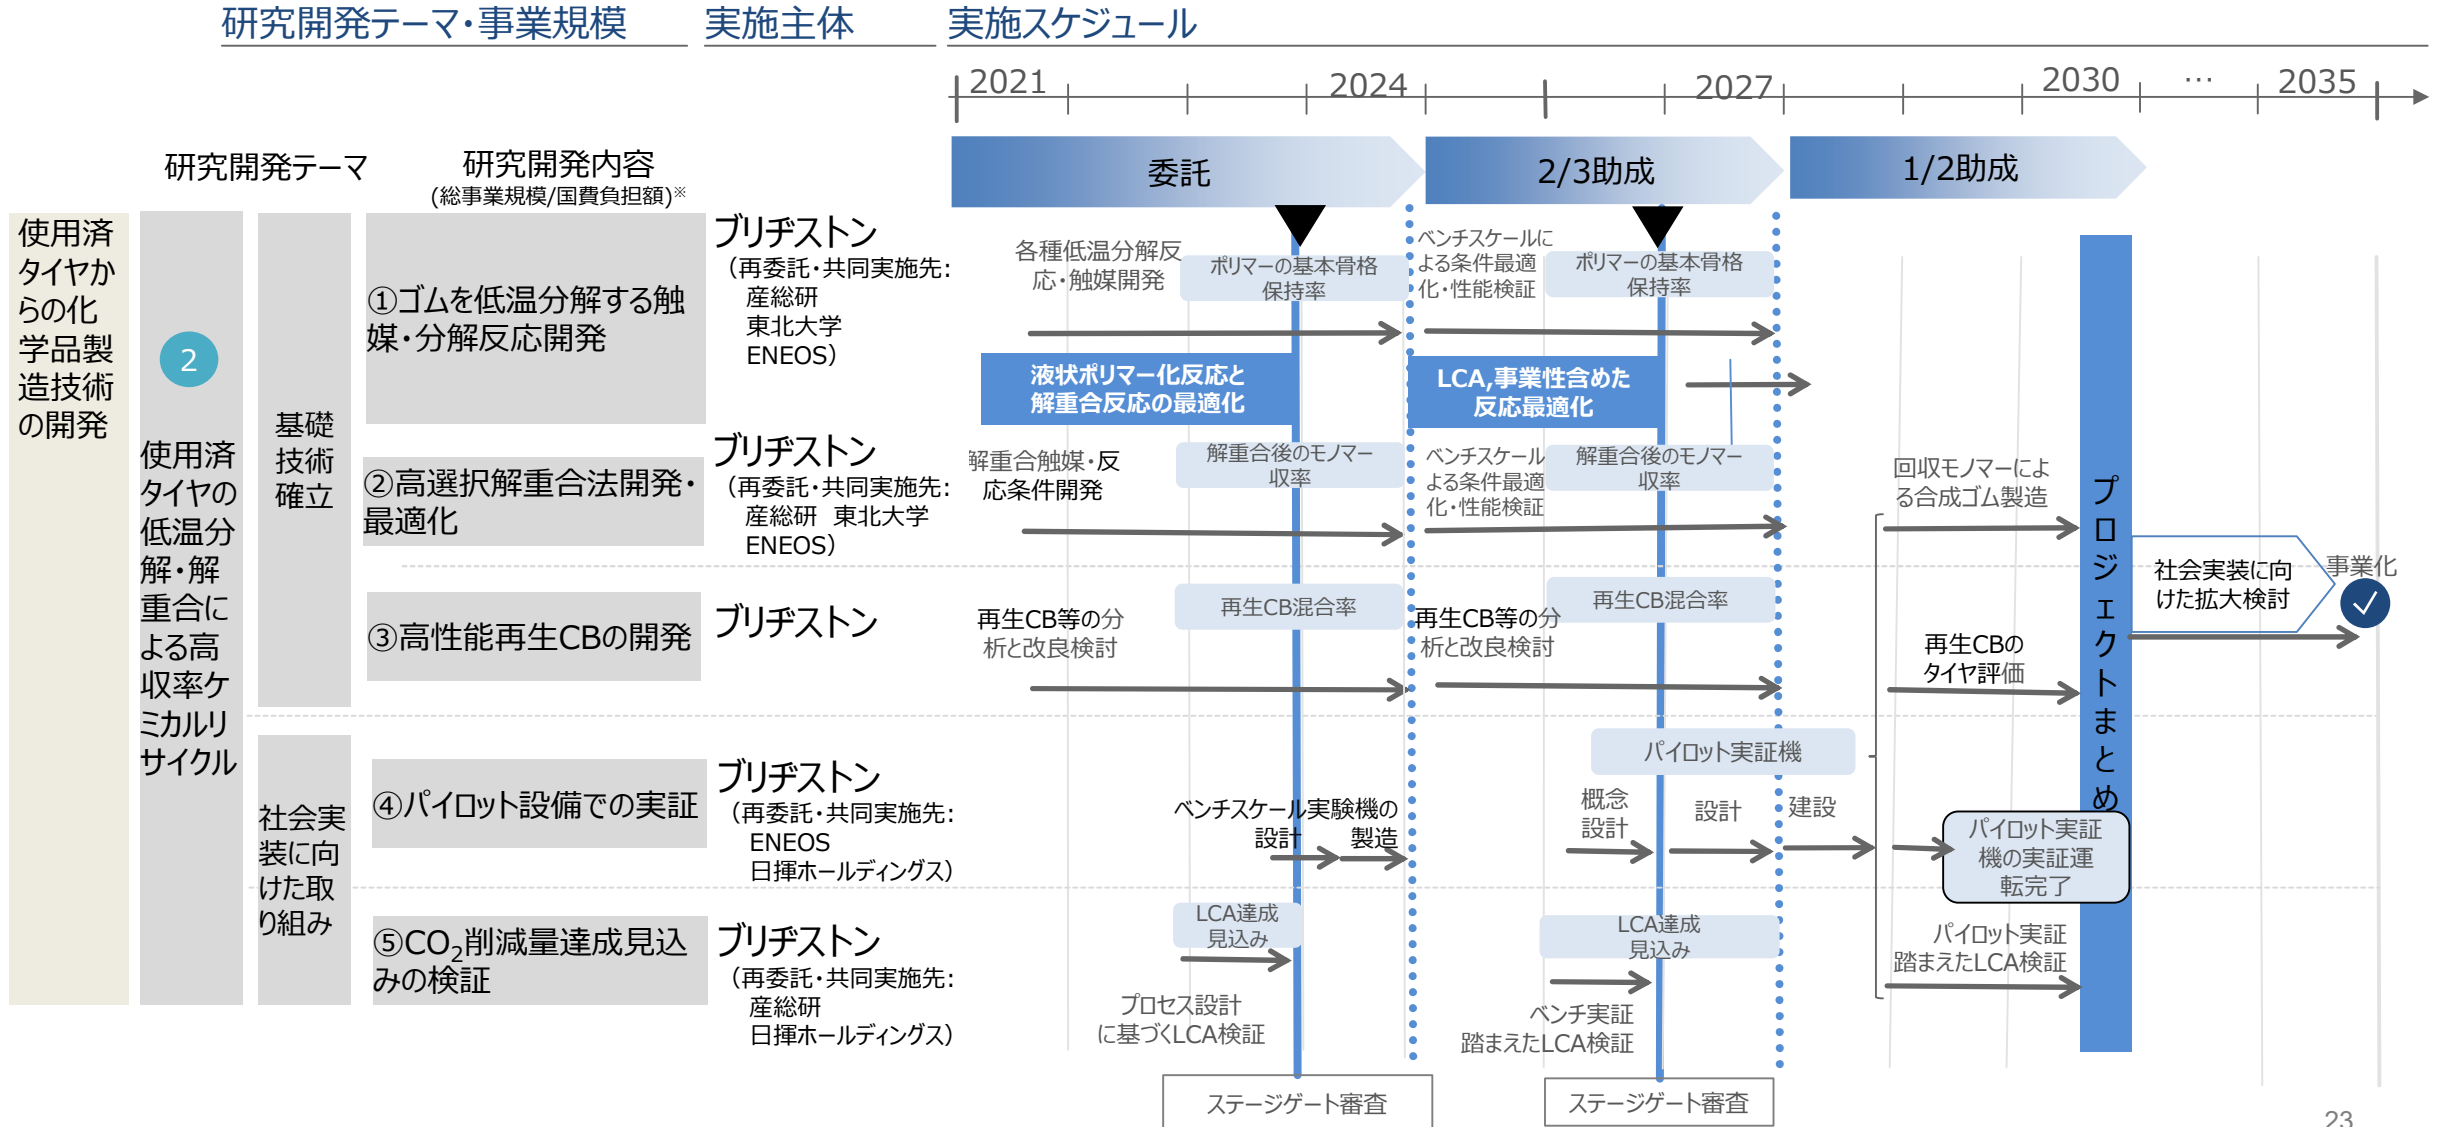 研究開発テーマ・事業規模
実施主体
実施スケジュール
2021
2024
2027
2030
…
2035
研究開発テーマ
研究開発内容
(総事業規模/国費負担額)※
委託
2/3助成
1/2助成
使用済
タイヤか
らの化
学品製
造技術
の開発
2
使用済
タイヤの
低温分
解・解
重合に
よる高
収率ケ
ミカルリ
サイクル
基礎
技術
確立
社会実
装に向
けた取
り組み
①ゴムを低温分解する触
媒・分解反応開発
ブリヂストン
（再委託・共同実施先:
産総研
東北大学
ENEOS）
各種低温分解反
応・触媒開発
ポリマーの基本骨格
保持率
ベンチスケールに
よる条件最適
化・性能検証
ポリマーの基本骨格
保持率
液状ポリマー化反応と
解重合反応の最適化
LCA,事業性含めた
反応最適化
②高選択解重合法開発・
最適化
ブリヂストン
（再委託・共同実施先:
産総研　東北大学
ENEOS）
解重合触媒・反
応条件開発
解重合後のモノマー
収率
ベンチスケール
よる条件最適
化・性能検証
解重合後のモノマー
収率
回収モノマーによ
る合成ゴム製造
③高性能再生CBの開発
ブリヂストン
再生CB等の分
析と改良検討
再生CB混合率
再生CB等の分
析と改良検討
再生CB混合率
再生CBの
タイヤ評価
プロジェクトまとめ
社会実装に向
けた拡大検討
事業化
④パイロット設備での実証
ブリヂストン
（再委託・共同実施先:
ENEOS
日揮ホールディングス）
ベンチスケール実験機の
設計
製造
パイロット実証機
概念
設計
設計
建設
パイロット実証
機の実証運
転完了
⑤CO2削減量達成見込
みの検証
ブリヂストン
（再委託・共同実施先:
産総研
日揮ホールディングス）
LCA達成
見込み
プロセス設計
に基づくLCA検証
LCA達成
見込み
ベンチ実証
踏まえたLCA検証
パイロット実証
踏まえたLCA検証
ステージゲート審査
ステージゲート審査
23